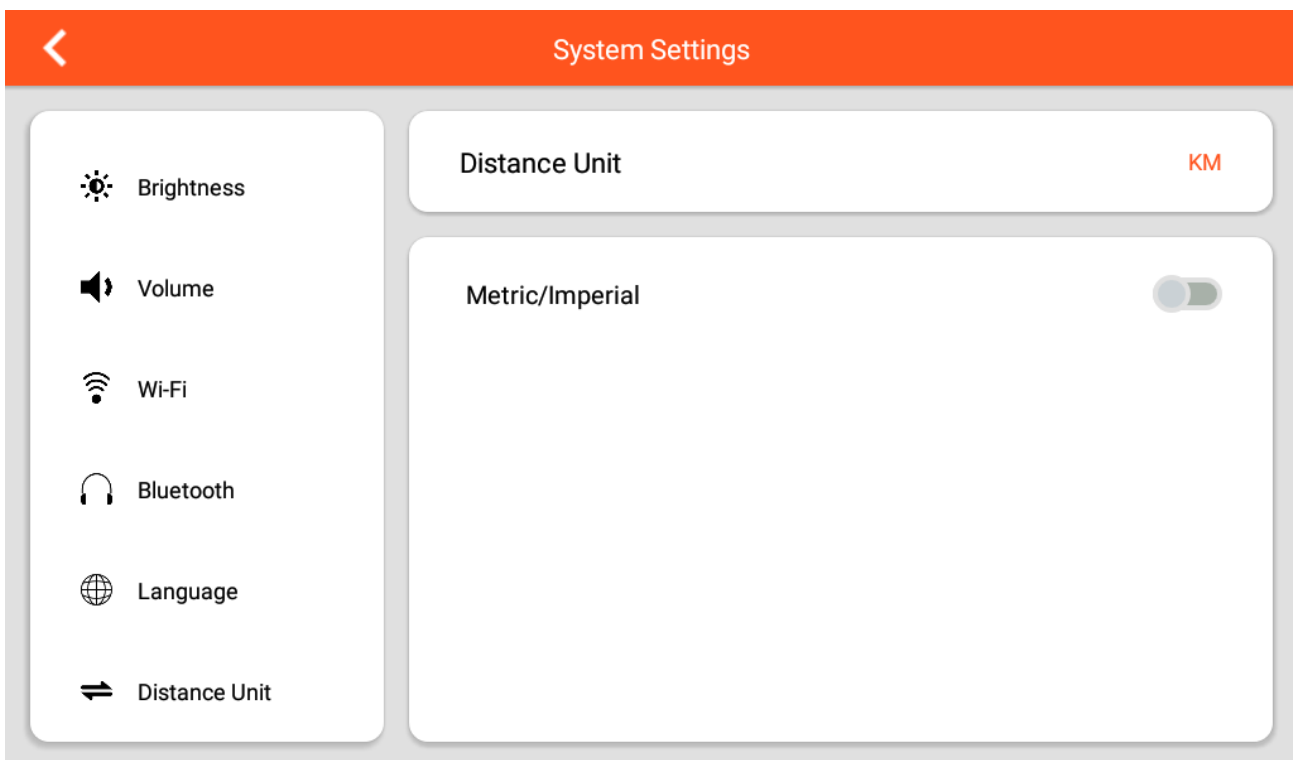 System Settings
Brightness
Volume
Wi-Fi
Bluetooth
Language
Distance Unit
Distance Unit
KM
Metric/Imperial